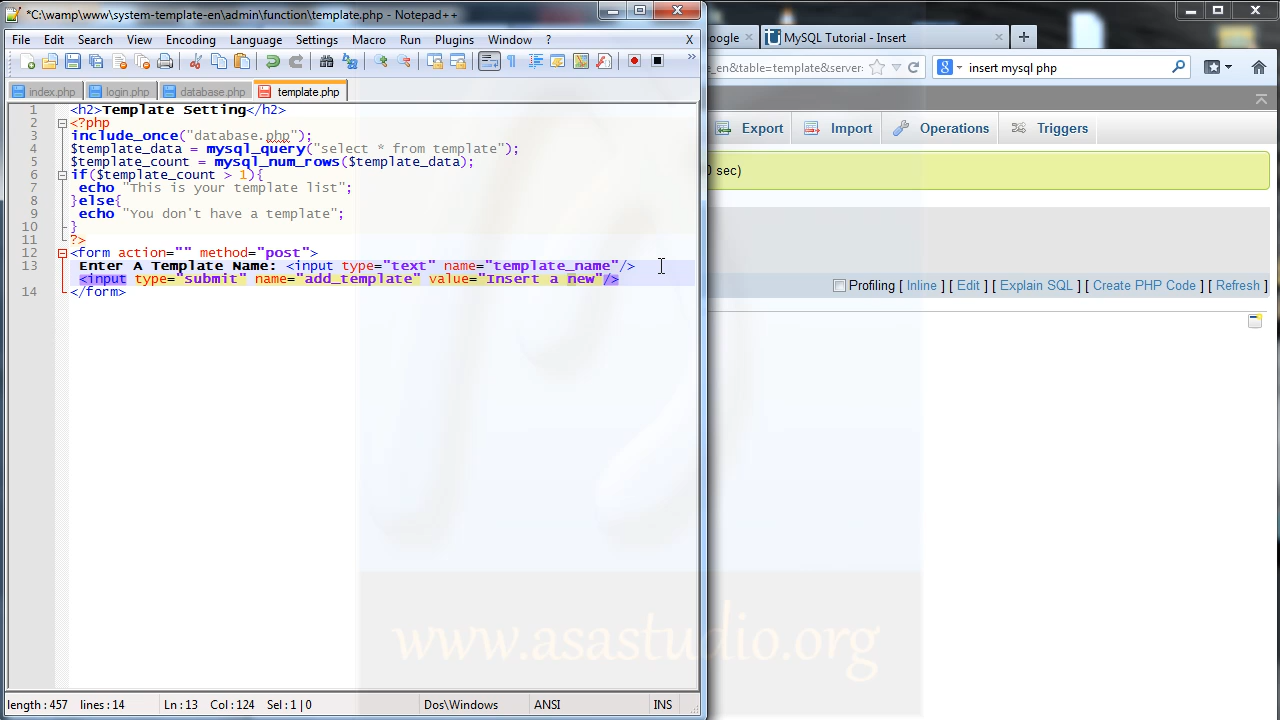 *C:\wamp\www\system-template-en\admin\function\template.php - Notepad++
File Edit Search View Encoding Language Settings Macro Run Plugins Window ? X
index.php login.php database.php template.php
1 <h2>Template Setting</h2>
2 <?php
3 include_once("database.php");
4 $template_data = mysql_query("select * from template");
5 $template_count = mysql_num_rows($template_data);
6 if($template_count > 1){
7 echo "This is your template list";
8 }else{
9 echo "You don't have a template";
10 }
11 ?>
12 <form action="" method="post">
13 Enter A Template Name: <input type="text" name="template_name"/>
<input type="submit" name="add_template" value="Insert a new"/>
14 </form>
length : 457 lines : 14 Ln : 13 Col : 124 Sel : 1 | 0 Dos\Windows ANSI INS
oogle MySQL Tutorial - Insert
e_en&table=template&server: insert mysql php
Export Import Operations Triggers
0 sec)
Profiling [ Inline ] [ Edit ] [ Explain SQL ] [ Create PHP Code ] [ Refresh ]
www.asastudio.org